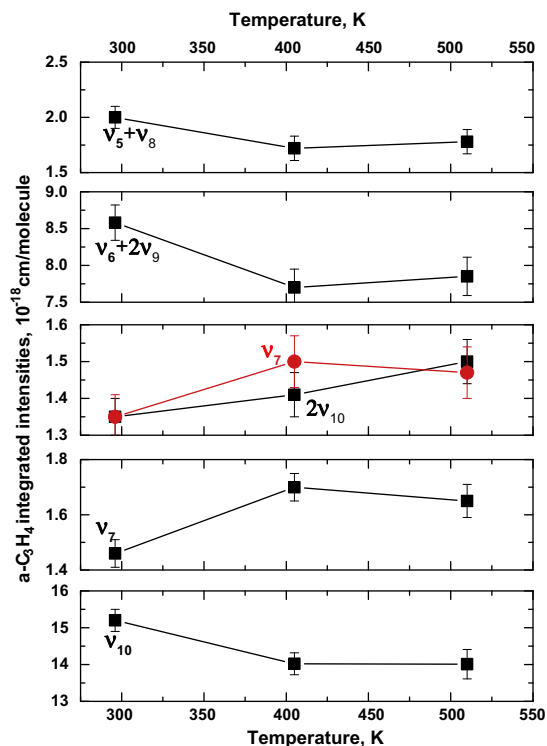 Temperature, K
300 350 400 450 500 550
2.5
2.0
1.5
ν5+ν8
9.0
8.5
8.0
7.5
ν6+2ν9
1.6
1.5
1.4
1.3
ν7
2ν10
1.8
1.6
1.4
ν7
16
15
14
13
ν10
a-C3H4 integrated intensities, 10-18cm/molecule
300 350 400 450 500 550
Temperature, K